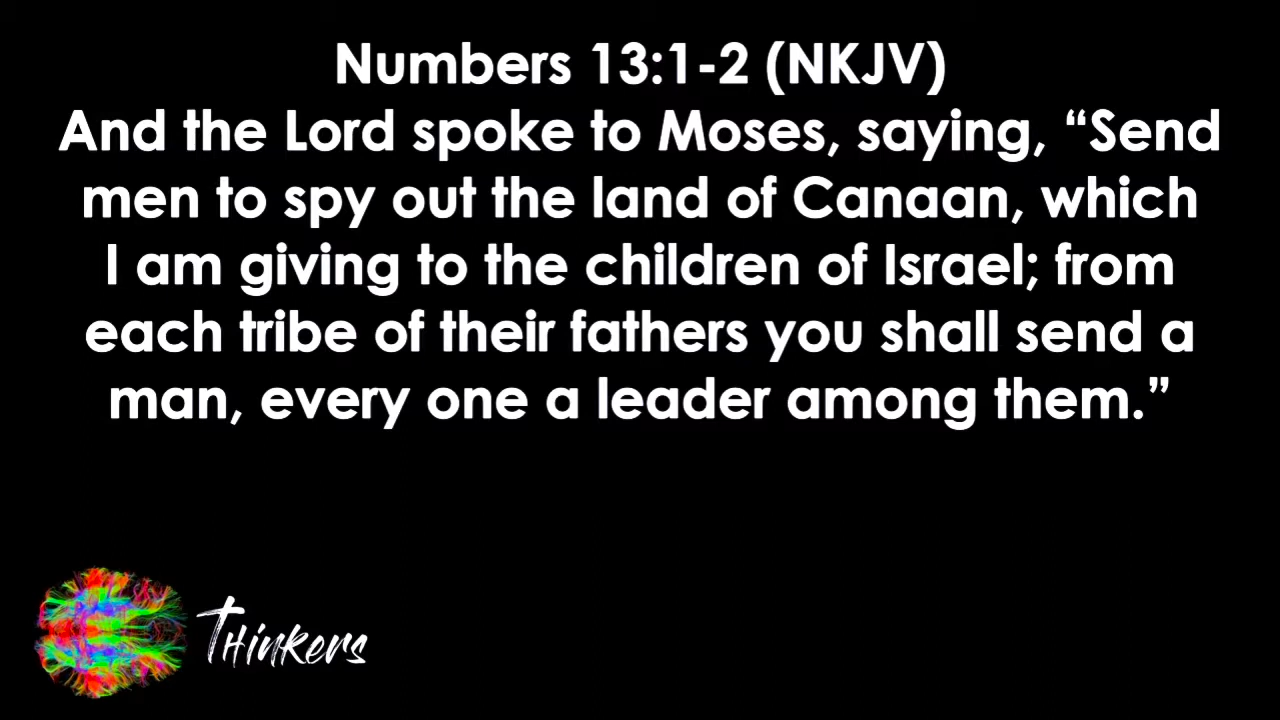 Numbers 13:1-2 (NKJV)
And the Lord spoke to Moses, saying, “Send
men to spy out the land of Canaan, which
I am giving to the children of Israel; from
each tribe of their fathers you shall send a
man, every one a leader among them.”
THinKers